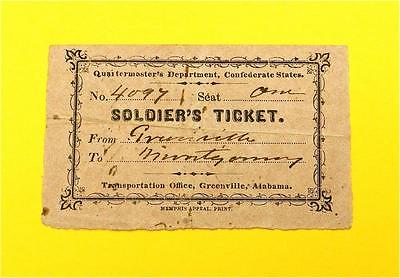 Quartermaster's Department, Confederate States.
No. 4097 Seat One
SOLDIER'S TICKET.
From Greenville
To Montgomery
Transportation Office, Greenville, Alabama.
MEMPHIS APPEAL, PRINT.